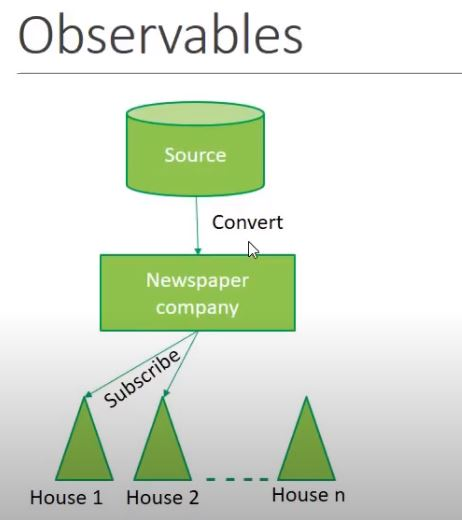 Observables
Source
Convert
Newspaper
company
Subscribe
House 1
House 2
House n